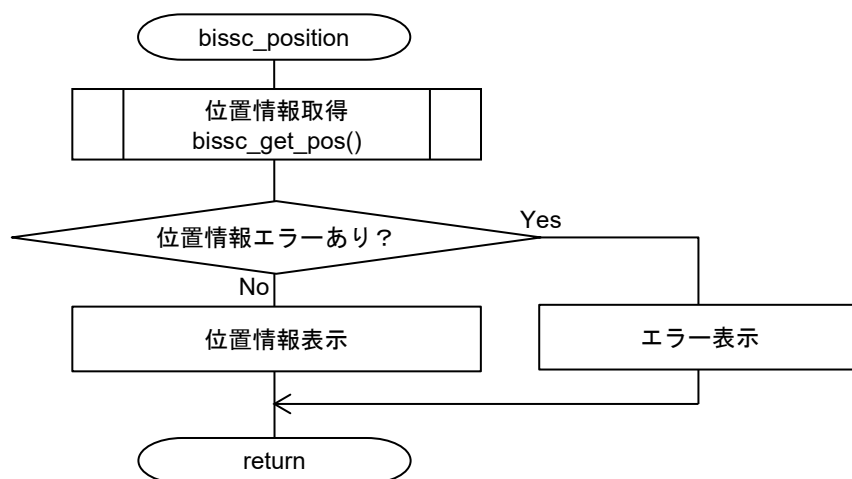 bissc_position
位置情報取得
bissc_get_pos()
位置情報エラーあり？
Yes
No
位置情報表示
エラー表示
return